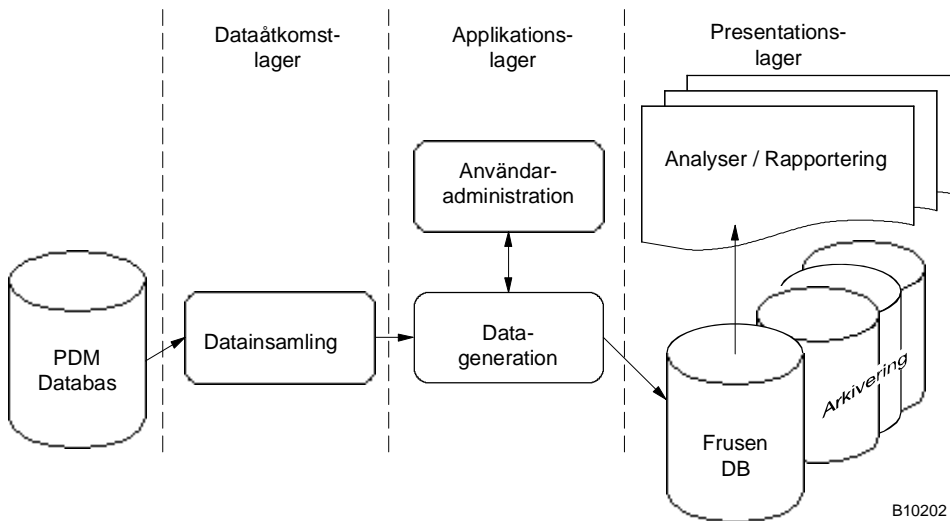 Dataåtkomst-
lager
Applikations-
lager
Presentations-
lager
Analyser / Rapportering
Användar-
administration
PDM
Databas
Datainsamling
Data-
generation
Frusen
DB
Arkivering
B10202